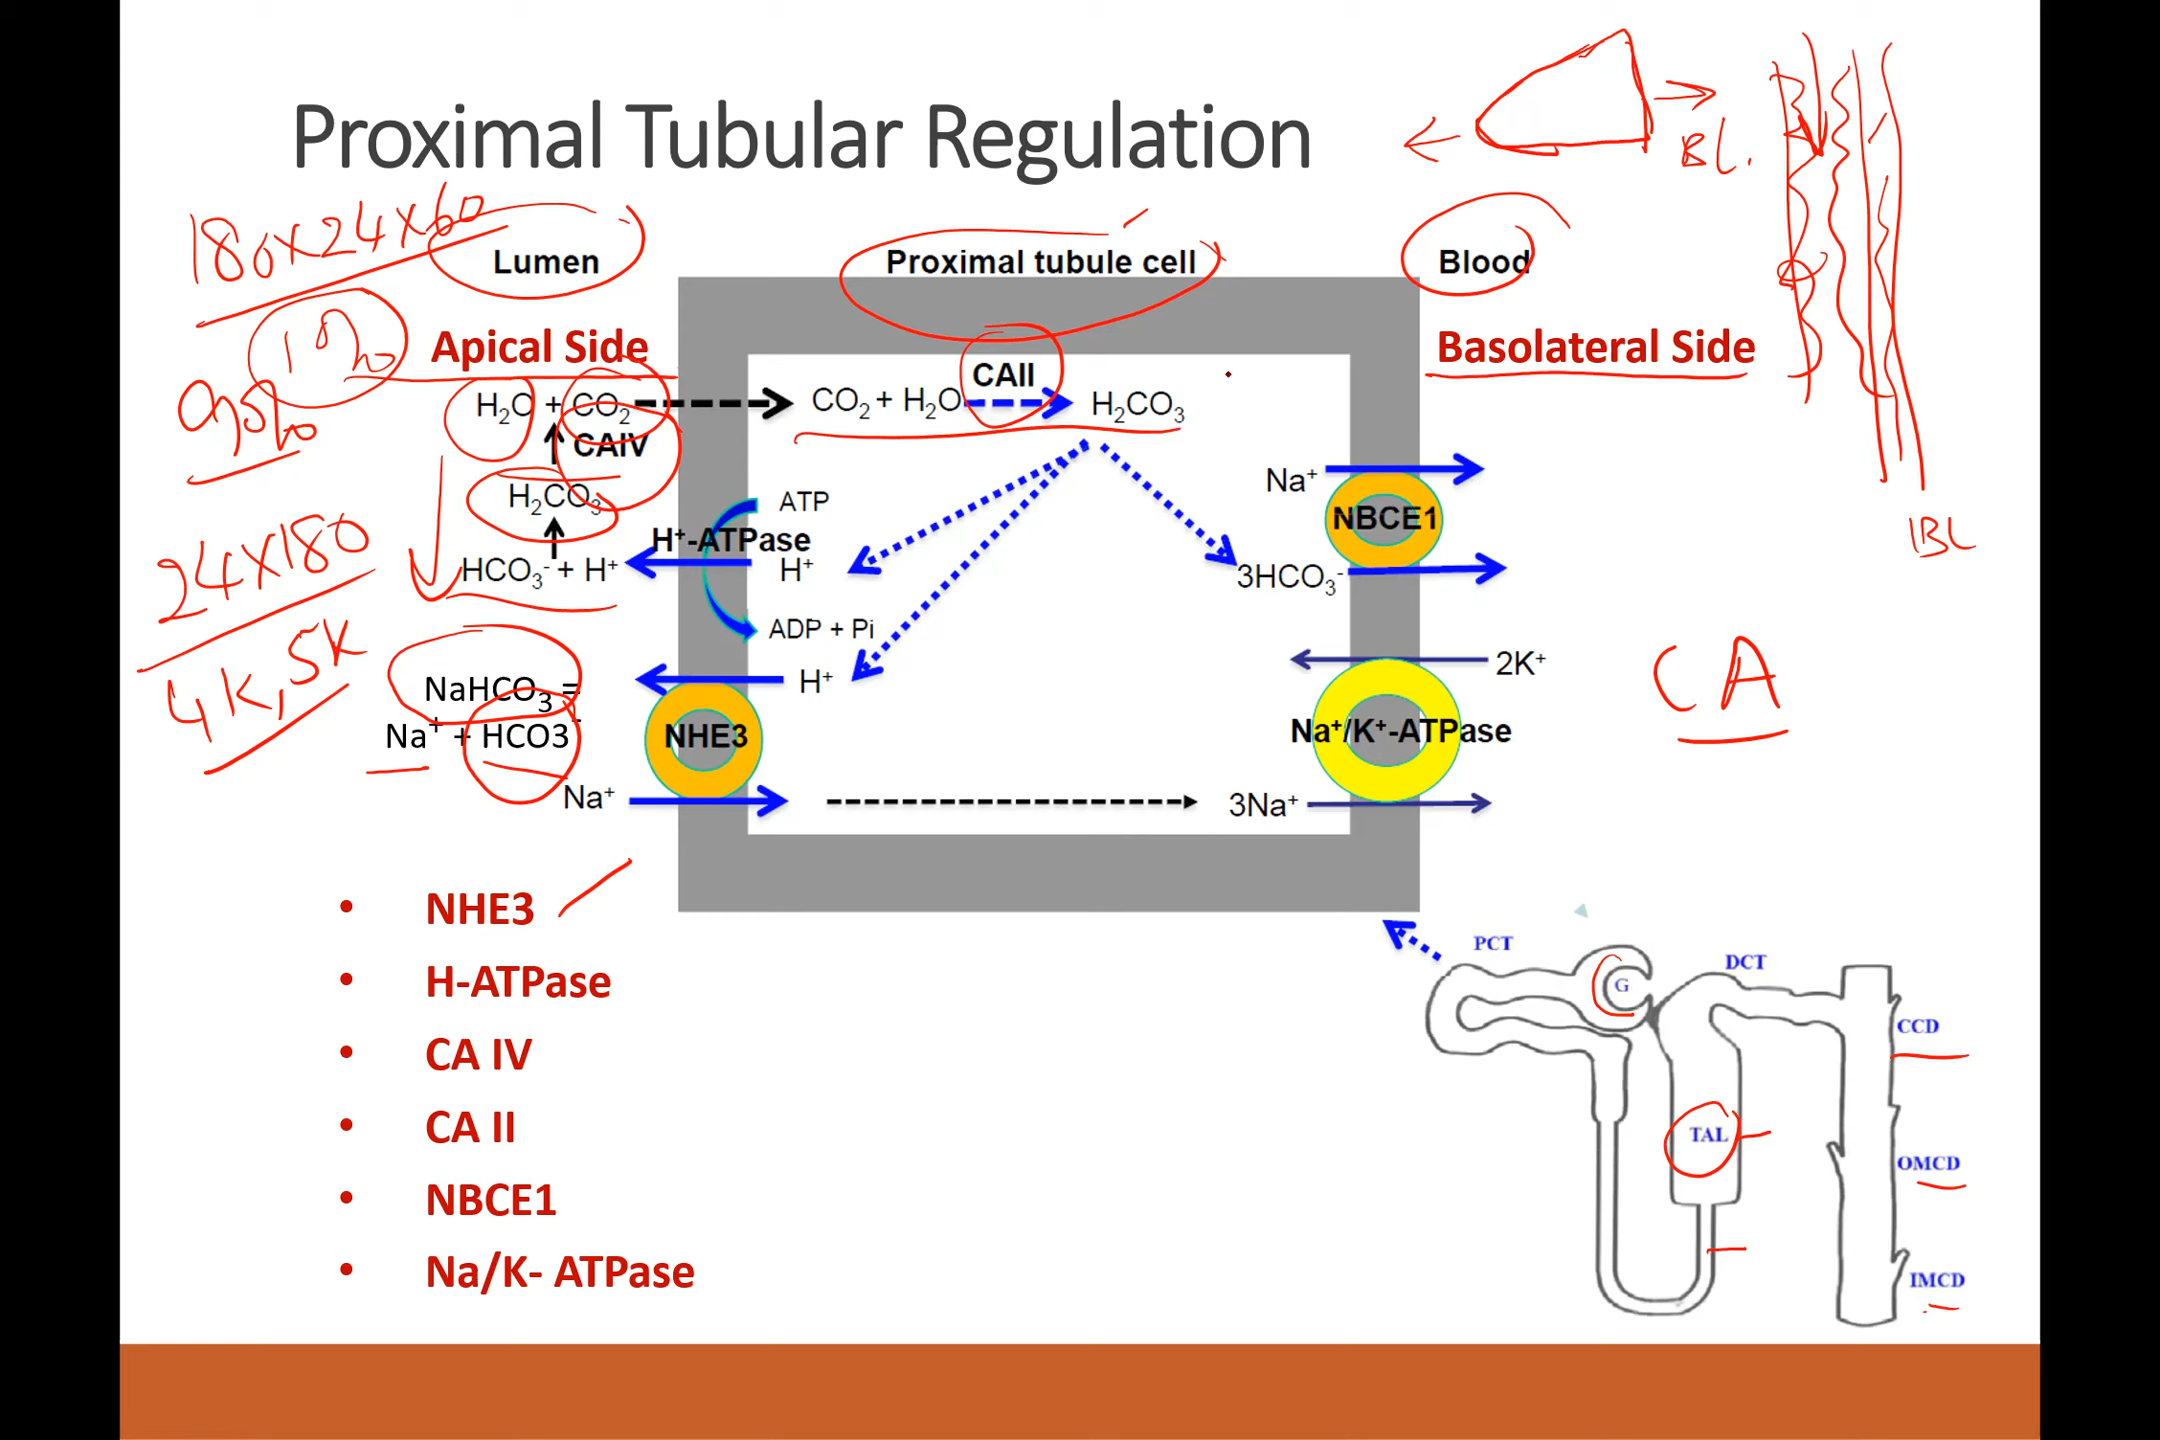 Proximal Tubular Regulation
BL.
180x24x60
Lumen
Proximal tubule cell
Blood
Apical Side
Basolateral Side
CAII
H₂O + CO₂
CO₂ + H₂O
H₂CO₃
CAIV
H₂CO₃
Na⁺
ATP
NBCE1
H⁺-ATPase
HCO₃⁻ + H⁺
H⁺
3HCO₃⁻
BL
24x180
ADP + Pi
4K, 5K
CA
2K⁺
NaHCO₃ =
H⁺
Na⁺ + HCO3⁻
NHE3
Na⁺/K⁺-ATPase
Na⁺
3Na⁺
• NHE3
• H-ATPase
• CA IV
• CA II
• NBCE1
• Na/K- ATPase
PCT
DCT
G
CCD
TAL
OMCD
IMCD